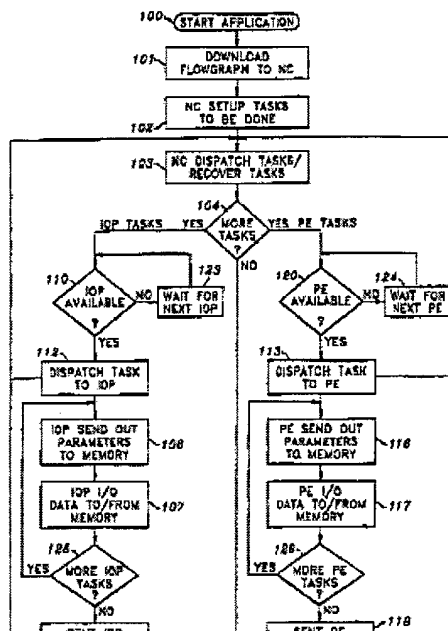 100
START APPLICATION
101
DOWNLOAD
FLOWGRAPH TO NC
NC SETUP TASKS
TO BE DONE
102
103
NC DISPATCH TASKS/
RECOVER TASKS
104
IOP TASKS
YES
MORE
TASKS
?
YES
PE TASKS
NO
110
IOP
AVAILABLE
?
NO
123
WAIT FOR
NEXT IOP
YES
120
PE
AVAILABLE
?
NO
124
WAIT FOR
NEXT PE
YES
112
DISPATCH TASK
TO IOP
113
DISPATCH TASK
TO PE
IOP SEND OUT
PARAMETERS
TO MEMORY
PE SEND OUT
PARAMETERS
TO MEMORY
116
IOP I/O
DATA TO/FROM
MEMORY
107
PE I/O
DATA TO/FROM
MEMORY
117
125
YES
MORE IOP
TASKS
?
NO
126
YES
MORE PE
TASKS
?
NO
118